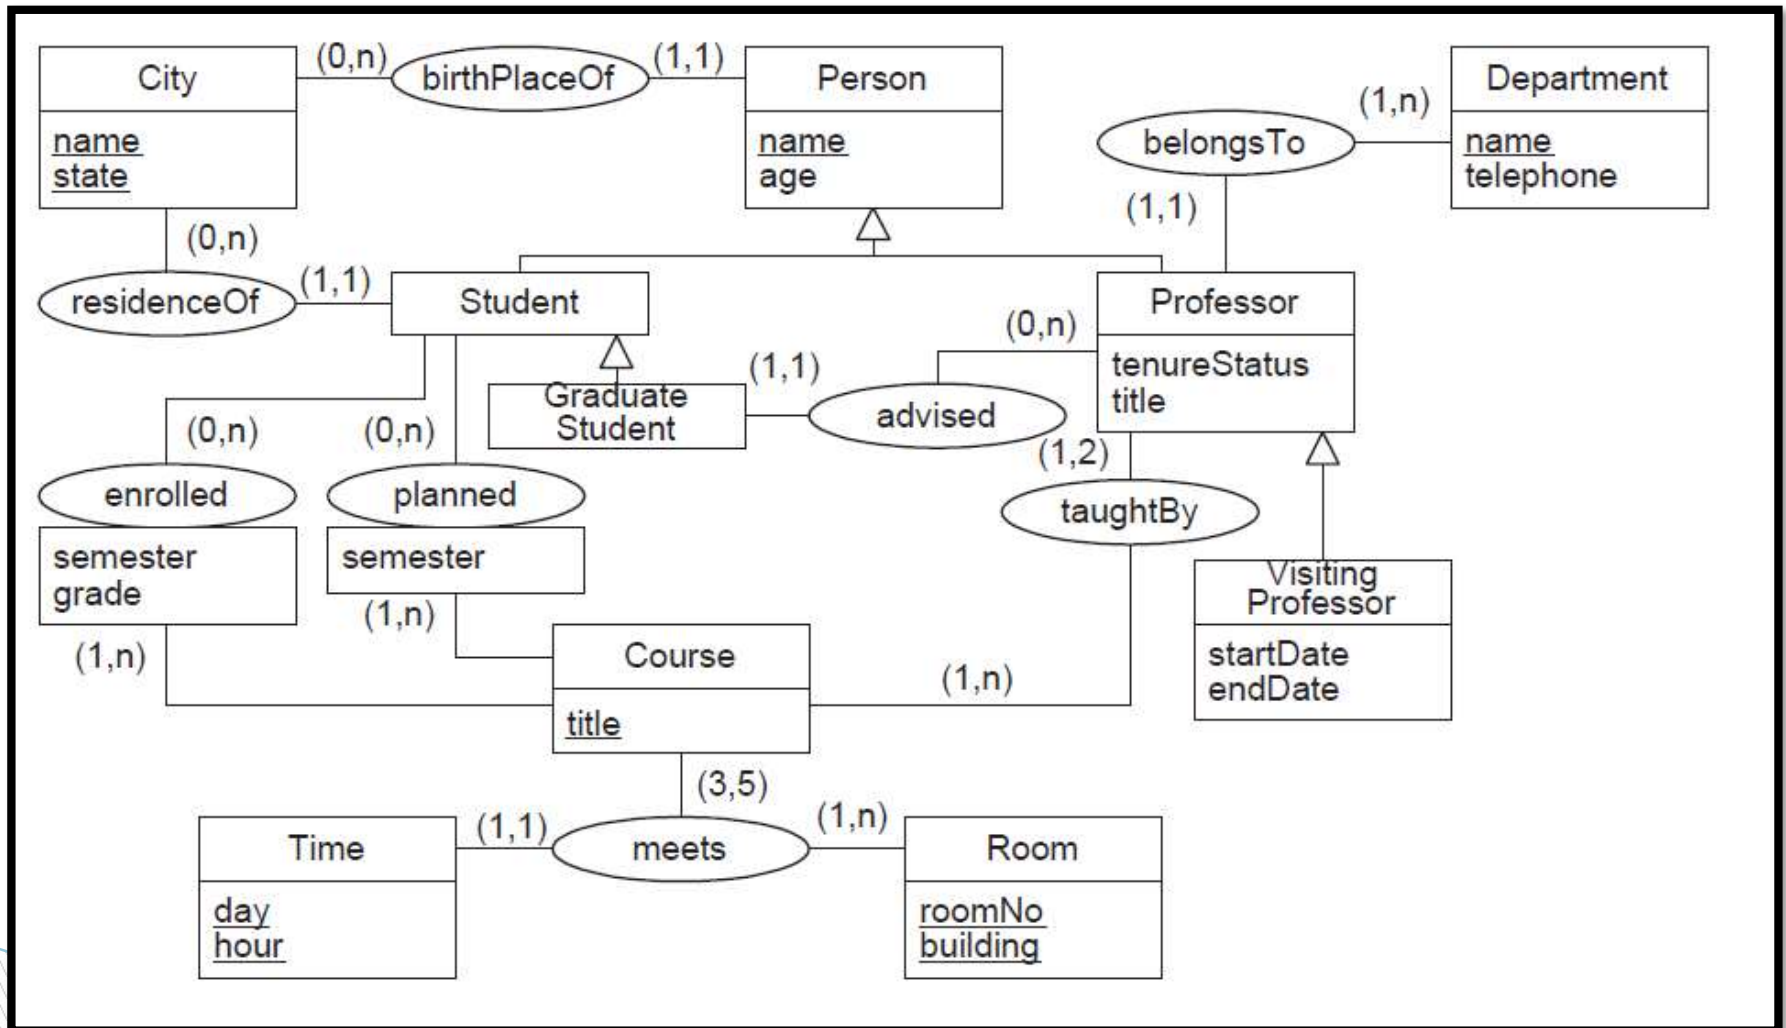 City
name
state
(0,n)
birthPlaceOf
(1,1)
Person
name
age
Department
name
telephone
(1,n)
belongsTo
(1,1)
(0,n)
residenceOf
(1,1)
Student
Professor
tenureStatus
title
(0,n)
(1,1)
Graduate
Student
advised
(0,n)
(0,n)
(1,2)
enrolled
semester
grade
planned
semester
taughtBy
Visiting
Professor
startDate
endDate
(1,n)
(1,n)
Course
title
(1,n)
(3,5)
Time
day
hour
(1,1)
meets
(1,n)
Room
roomNo
building